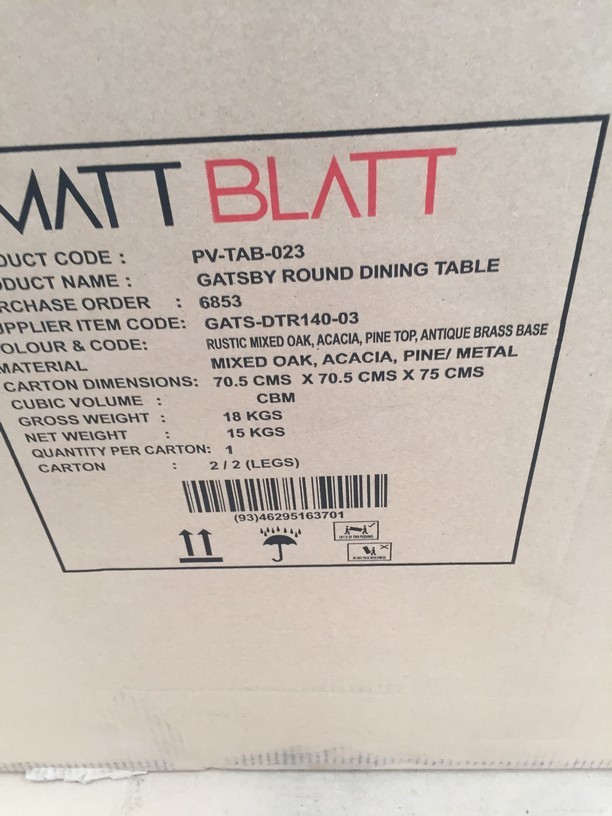 MATT BLATT
DUCT CODE : PV-TAB-023
ODUCT NAME : GATSBY ROUND DINING TABLE
RCHASE ORDER : 6853
UPPLIER ITEM CODE: GATS-DTR140-03
OLOUR & CODE: RUSTIC MIXED OAK, ACACIA, PINE TOP, ANTIQUE BRASS BASE
MATERIAL MIXED OAK, ACACIA, PINE/ METAL
CARTON DIMENSIONS: 70.5 CMS X 70.5 CMS X 75 CMS
CUBIC VOLUME : CBM
GROSS WEIGHT : 18 KGS
NET WEIGHT : 15 KGS
QUANTITY PER CARTON: 1
CARTON : 2 / 2 (LEGS)
(93)46295163701